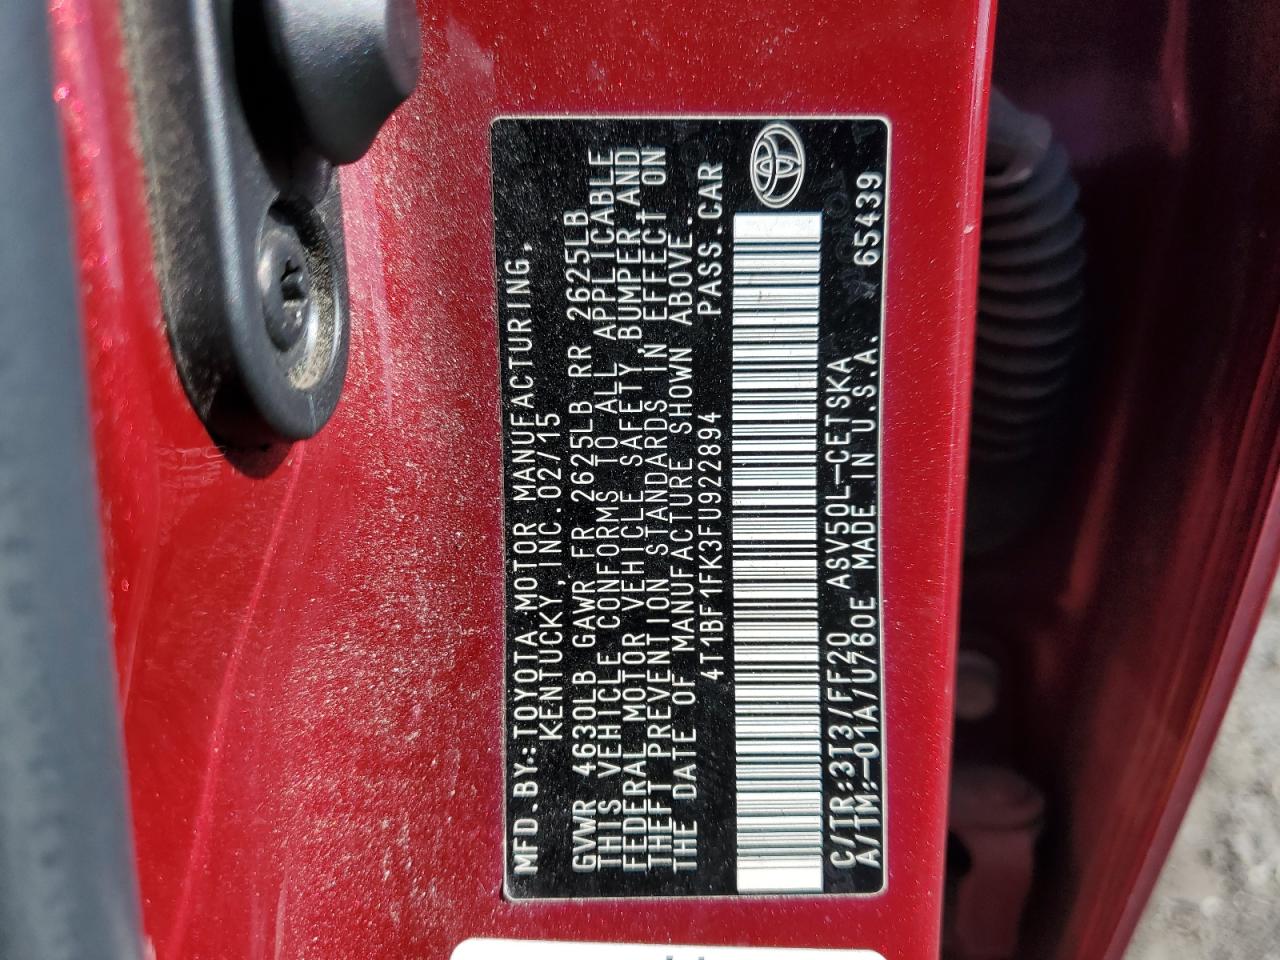 MFD.BY:TOYOTA MOTOR MANUFACTURING,
KENTUCKY,INC.02/15
GVWR 4630LB GAWR FR 2625LB RR 2625LB
THIS VEHICLE CONFORMS TO ALL APPLICABLE
FEDERAL MOTOR VEHICLE SAFETY,BUMPER,AND
THEFT PREVENTION STANDARDS IN EFFECT ON
THE DATE OF MANUFACTURE SHOWN ABOVE.
4T1BF1FK3FU922894 PASS.CAR
C/TR:3T3/FF20 ASV50L-CETSKA 65439
A/TM:-01A/U760E MADE IN U.S.A.